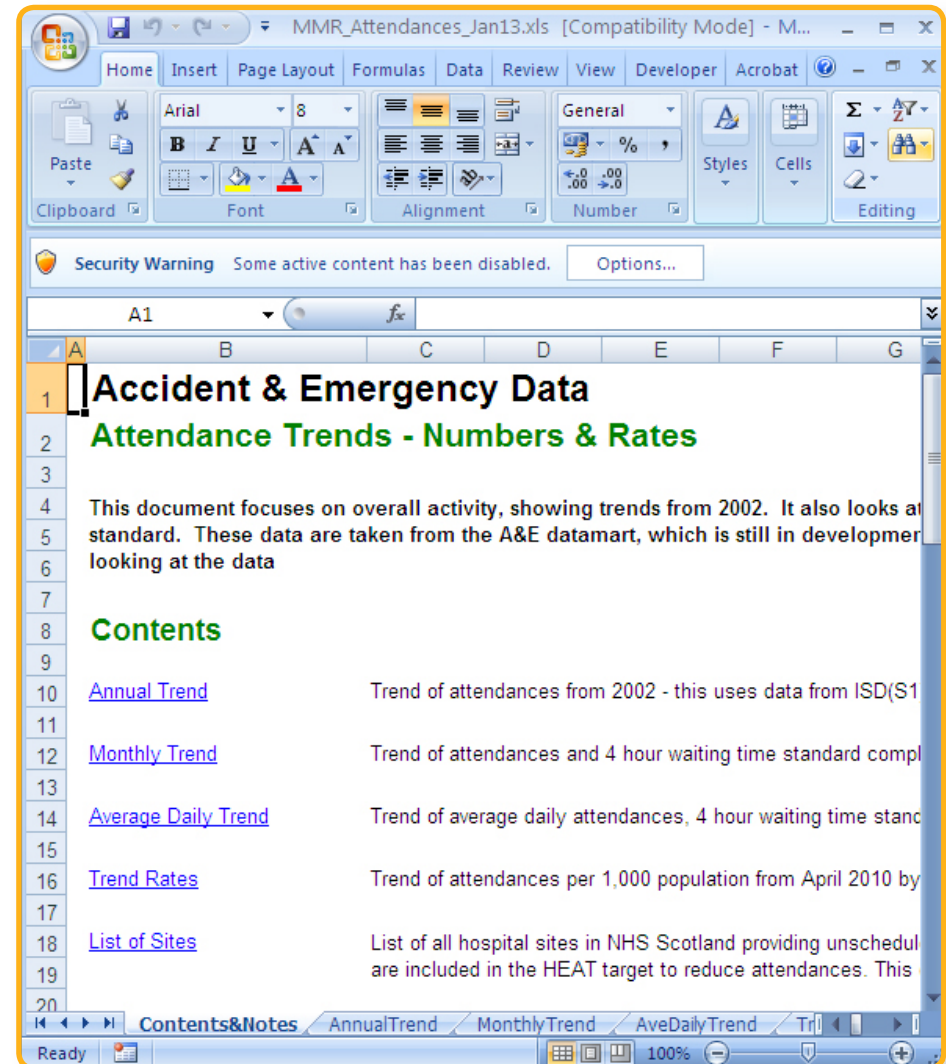 MMR_Attendances_Jan13.xls [Compatibility Mode] - M...
Home Insert Page Layout Formulas Data Review View Developer Acrobat
Arial 8 General
Paste B I U A A % , Styles Cells Σ
Clipboard Font Alignment Number Editing
Security Warning Some active content has been disabled. Options...
A1 fx
A B C D E F G
1 Accident & Emergency Data
2 Attendance Trends - Numbers & Rates
3
4 This document focuses on overall activity, showing trends from 2002. It also looks at
5 standard. These data are taken from the A&E datamart, which is still in developmen
6 looking at the data
7
8 Contents
9
10 Annual Trend Trend of attendances from 2002 - this uses data from ISD(S1
11
12 Monthly Trend Trend of attendances and 4 hour waiting time standard compl
13
14 Average Daily Trend Trend of average daily attendances, 4 hour waiting time stand
15
16 Trend Rates Trend of attendances per 1,000 population from April 2010 by
17
18 List of Sites List of all hospital sites in NHS Scotland providing unschedul
19 are included in the HEAT target to reduce attendances. This
20
Contents&Notes AnnualTrend MonthlyTrend AveDailyTrend Tr
Ready 100%